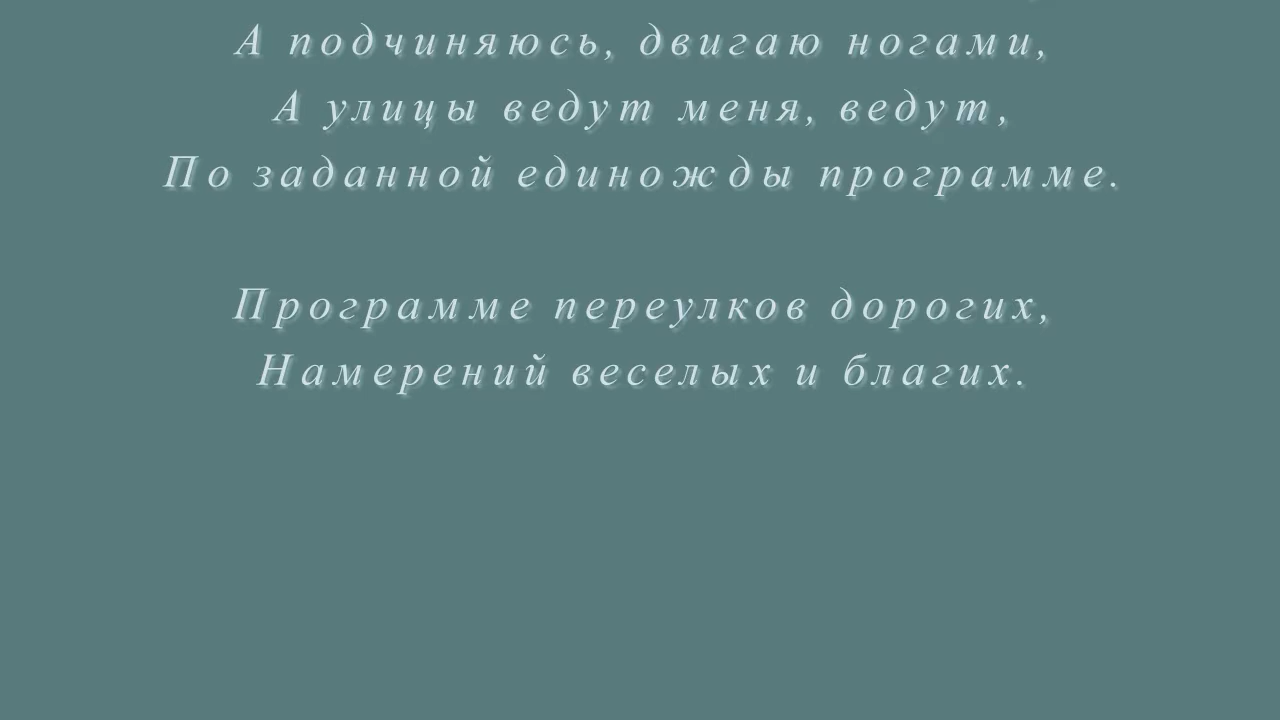 А подчиняюсь, двигаю ногами,
А улицы ведут меня, ведут,
По заданной единожды программе.
Программе переулков дорогих,
Намерений веселых и благих.